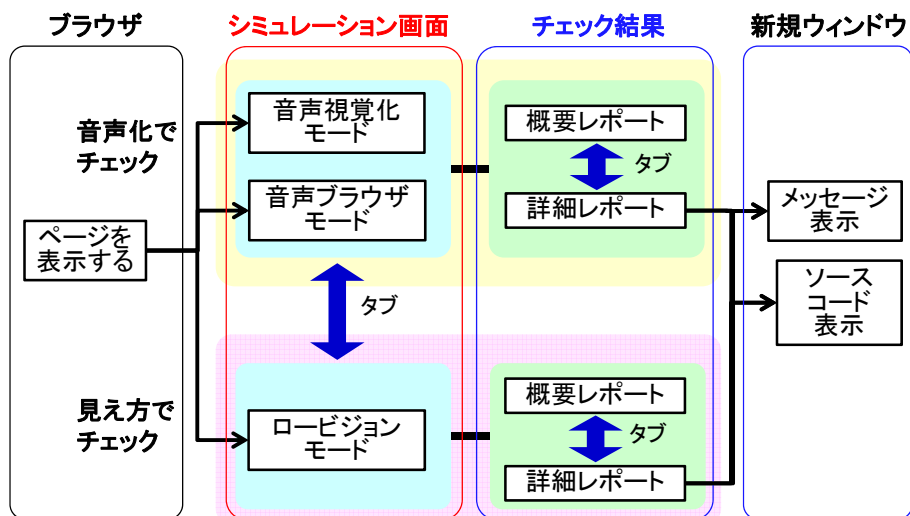 ブラウザ
シミュレーション画面
チェック結果
新規ウィンドウ
音声化で
チェック
音声視覚化
モード
音声ブラウザ
モード
概要レポート
タブ
詳細レポート
メッセージ
表示
ページを
表示する
ソース
コード
表示
タブ
見え方で
チェック
ロービジョン
モード
概要レポート
タブ
詳細レポート